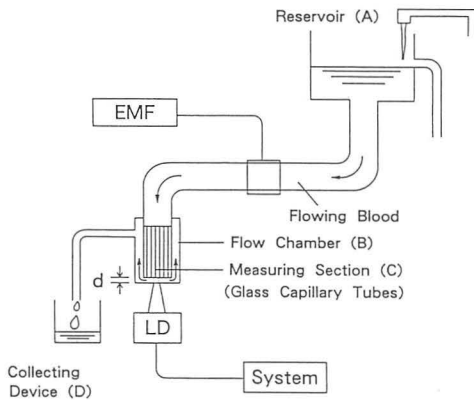 Reservoir (A)
EMF
Flowing Blood
Flow Chamber (B)
Measuring Section (C)
(Glass Capillary Tubes)
d
LD
Collecting
Device (D)
System